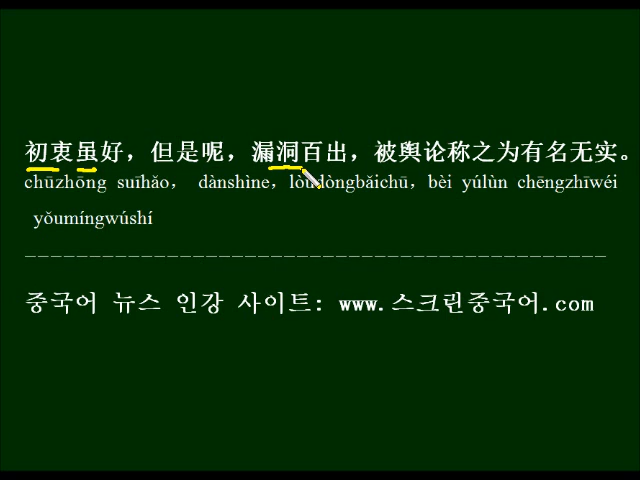 初衷虽好，但是呢，漏洞百出，被舆论称之为有名无实。
chūzhōng suīhǎo， dànshìne，lòudòngbǎichū，bèi yúlùn chēngzhīwéi
yǒumíngwúshí
------------------------------------------------
중국어 뉴스 인강 사이트: www.스크린중국어.com